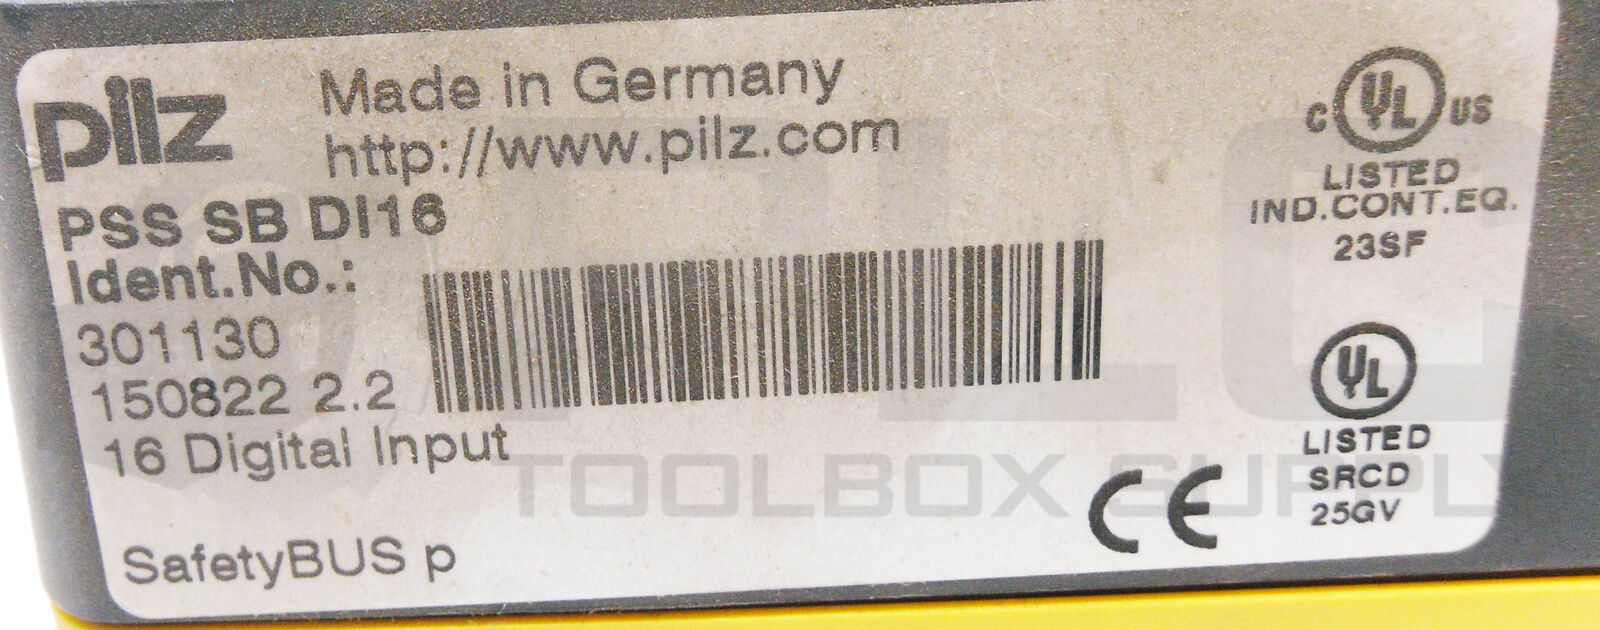 pilz
Made in Germany
http://www.pilz.com
PSS SB DI16
Ident.No.:
301130
150822 2.2
16 Digital Input
SafetyBUS p
C UL US
LISTED
IND.CONT.EQ.
23SF
UL
LISTED
SRCD
25GV
CE
PLC
TOOLBOX SUPPLY